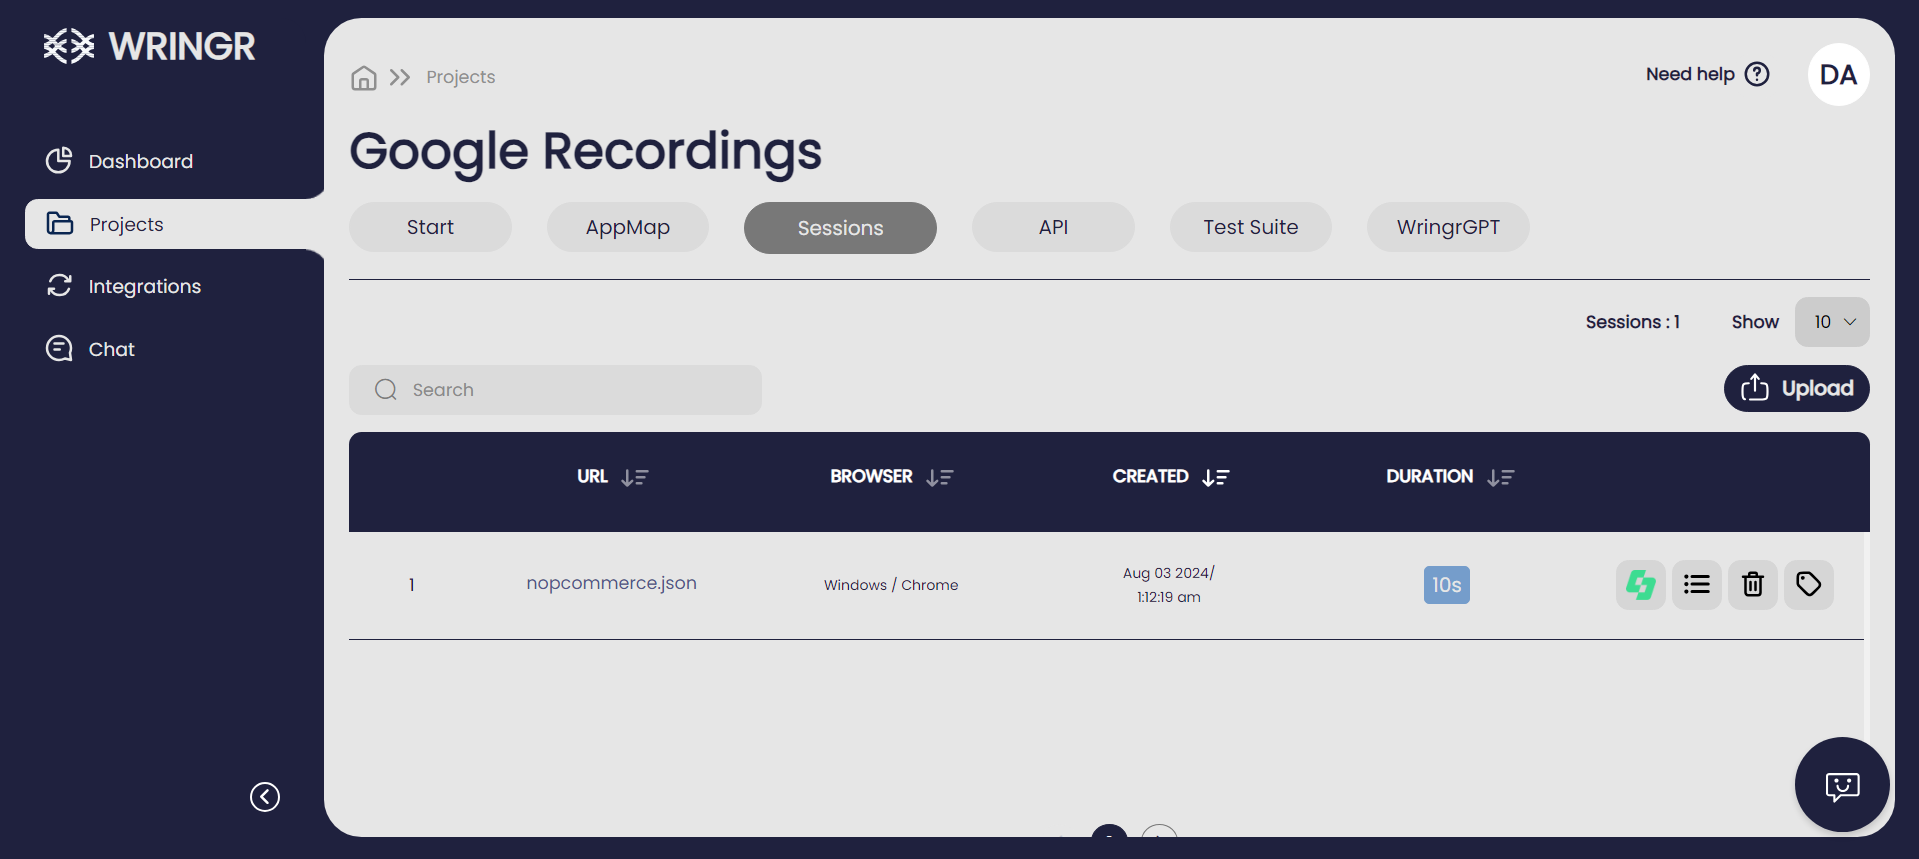 WRINGR
Dashboard
Projects
Integrations
Chat
Projects
Need help
DA
Google Recordings
Start
AppMap
Sessions
API
Test Suite
WringrGPT
Sessions : 1
Show
10
Search
Upload
URL
BROWSER
CREATED
DURATION
1
nopcommerce.json
Windows / Chrome
Aug 03 2024/
1:12:19 am
10s